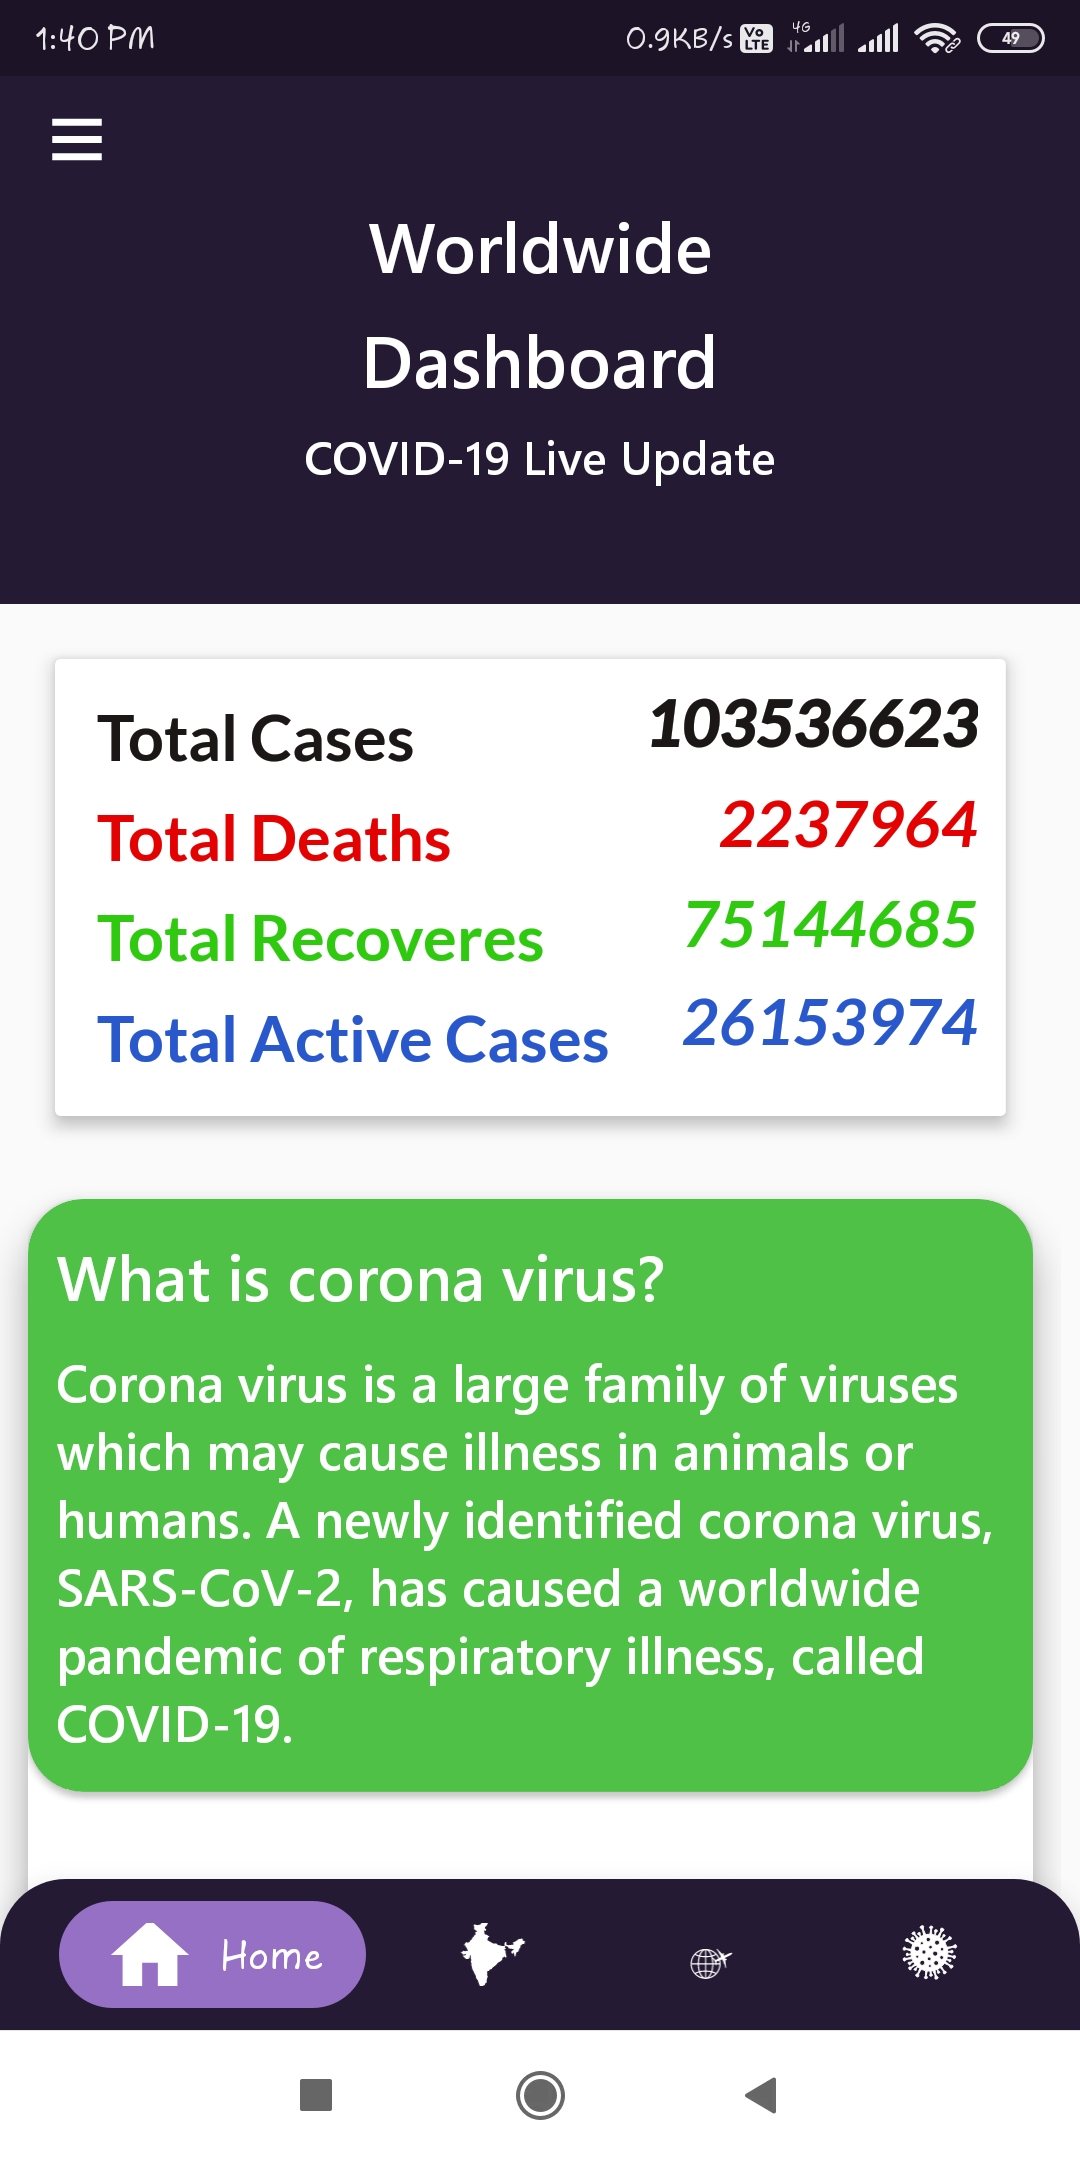 1:40 PM 0.9KB/s Vo LTE 4G 49
Worldwide
Dashboard
COVID-19 Live Update
Total Cases 103536623
Total Deaths 2237964
Total Recoveres 75144685
Total Active Cases 26153974
What is corona virus?
Corona virus is a large family of viruses
which may cause illness in animals or
humans. A newly identified corona virus,
SARS-CoV-2, has caused a worldwide
pandemic of respiratory illness, called
COVID-19.
Home